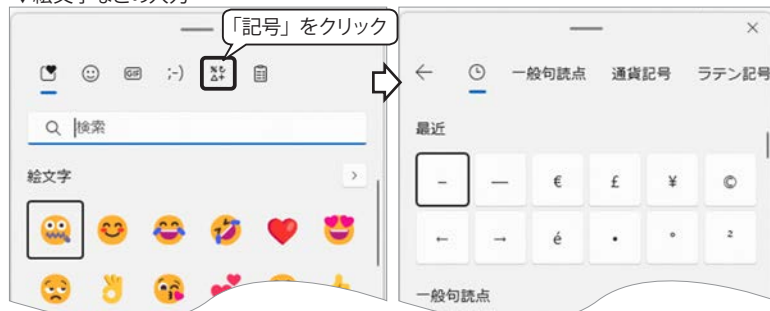 「記号」をクリック
GIF
;-)
検索
絵文字
一般句読点 通貨記号 ラテン記号
最近
– — € £ ¥ ©
← → é • ° ²
一般句読点